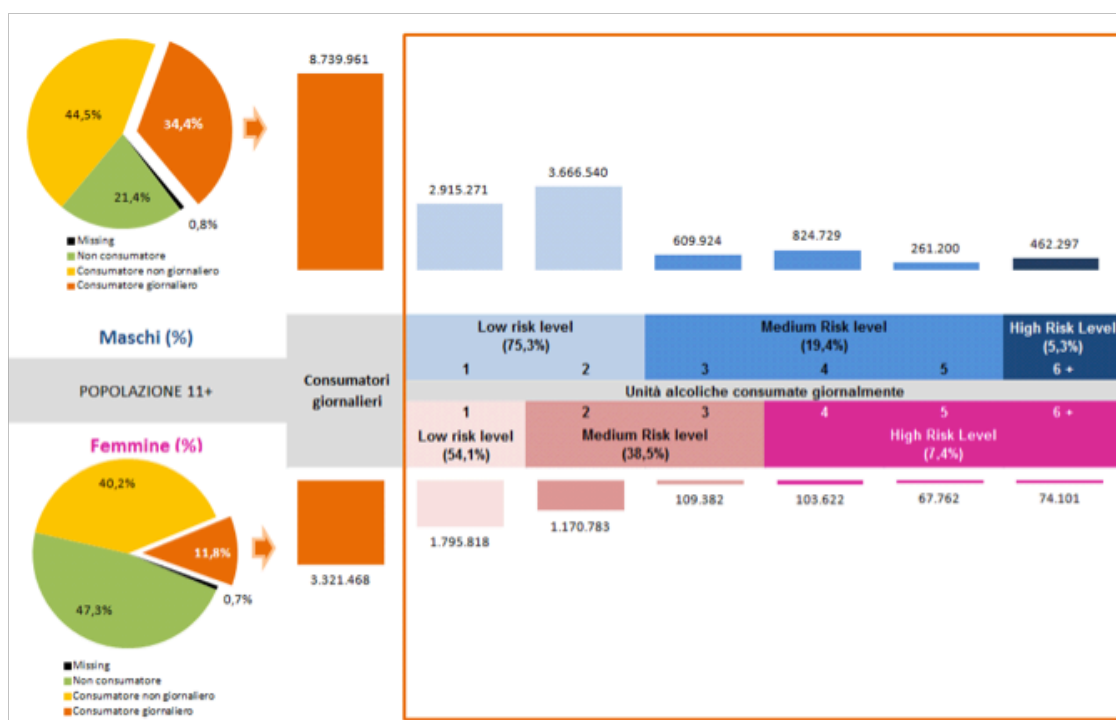 8.739.961
44,5%
34,4%
21,4%
0,8%
Missing
Non consumatore
Consumatore non giornaliero
Consumatore giornaliero
2.915.271
3.666.540
609.924
824.729
261.200
462.297
Maschi (%)
POPOLAZIONE 11+
Femmine (%)
Consumatori
giornalieri
Low risk level
(75,3%)
Medium Risk level
(19,4%)
High Risk Level
(5,3%)
1 2 3 4 5 6 +
Unità alcoliche consumate giornalmente
1 2 3 4 5 6 +
Low risk level
(54,1%)
Medium Risk level
(38,5%)
High Risk Level
(7,4%)
40,2%
11,8%
47,3%
0,7%
Missing
Non consumatore
Consumatore non giornaliero
Consumatore giornaliero
3.321.468
1.795.818
1.170.783
109.382
103.622
67.762
74.101